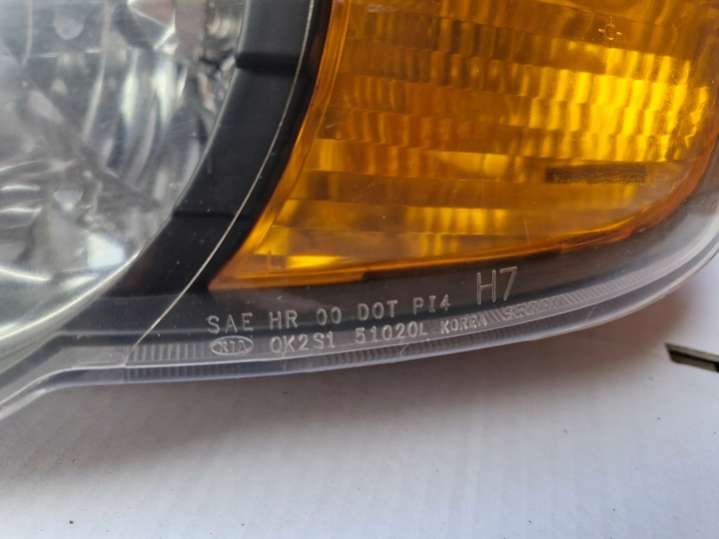 SAE HR 00 DOT PI4 H7
KIA 0K2S1 51020L KOREA